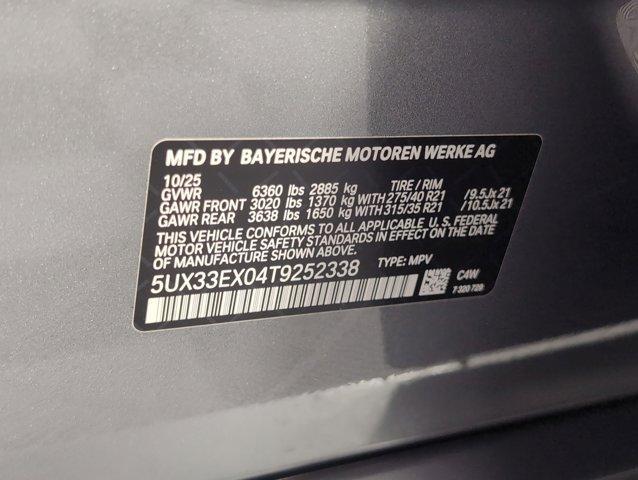 MFD BY BAYERISCHE MOTOREN WERKE AG
10/25
GVWR 6360 lbs 2885 kg TIRE / RIM
GAWR FRONT 3020 lbs 1370 kg WITH 275/40 R21 /9.5Jx21
GAWR REAR 3638 lbs 1650 kg WITH 315/35 R21 /10.5Jx21
THIS VEHICLE CONFORMS TO ALL APPLICABLE U.S. FEDERAL
MOTOR VEHICLE SAFETY STANDARDS IN EFFECT ON THE DATE
OF MANUFACTURE SHOWN ABOVE.
5UX33EX04T9252338 TYPE: MPV
C4W
7 320 729